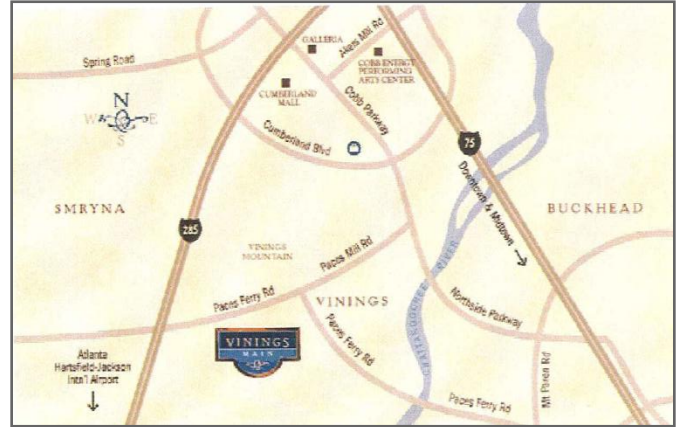 GALLERIA
Akers Mill Rd
Spring Road
COBB ENERGY
PERFORMING
ARTS CENTER
CUMBERLAND
MALL
Cobb Parkway
N
W E
S
Cumberland Blvd
75
SMRYNA
285
Downtown & Midtown
BUCKHEAD
VININGS
MOUNTAIN
Paces Mill Rd
CHATTAHOOCHEE RIVER
Paces Ferry Rd
VININGS
Northside Parkway
VININGS
MAIN
Paces Ferry Rd
Atlanta
Hartsfield-Jackson
Intn'l Airport
Mt Paran Rd
Paces Ferry Rd